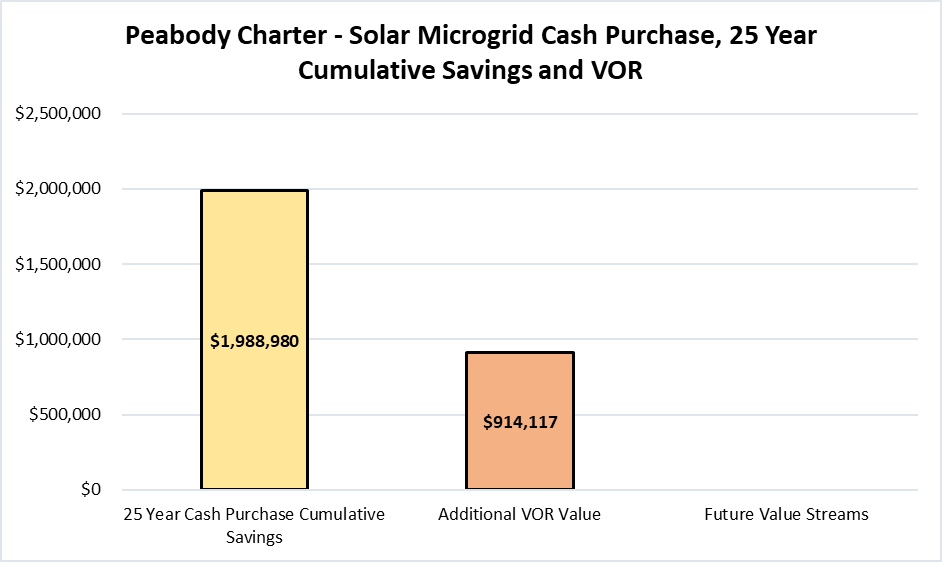 Peabody Charter - Solar Microgrid Cash Purchase, 25 Year
Cumulative Savings and VOR
$2,500,000
$2,000,000
$1,500,000
$1,000,000
$500,000
$0
$1,988,980
$914,117
25 Year Cash Purchase Cumulative
Savings
Additional VOR Value
Future Value Streams